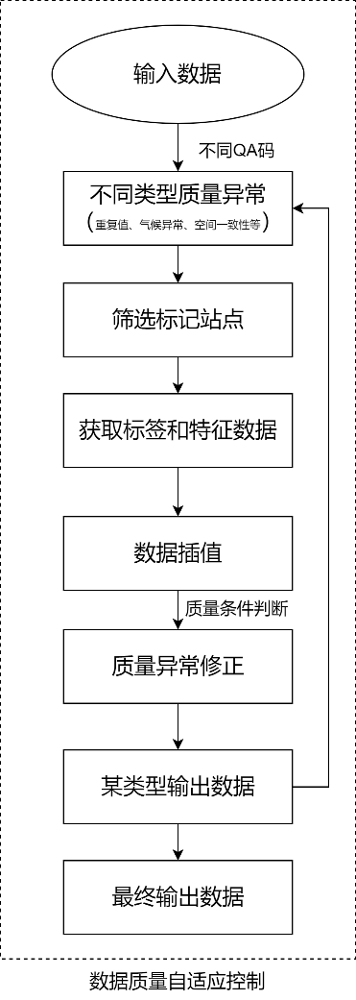 输入数据
不同QA码
不同类型质量异常
(重复值、气候异常、空间一致性等)
筛选标记站点
获取标签和特征数据
数据插值
质量条件判断
质量异常修正
某类型输出数据
最终输出数据
数据质量自适应控制